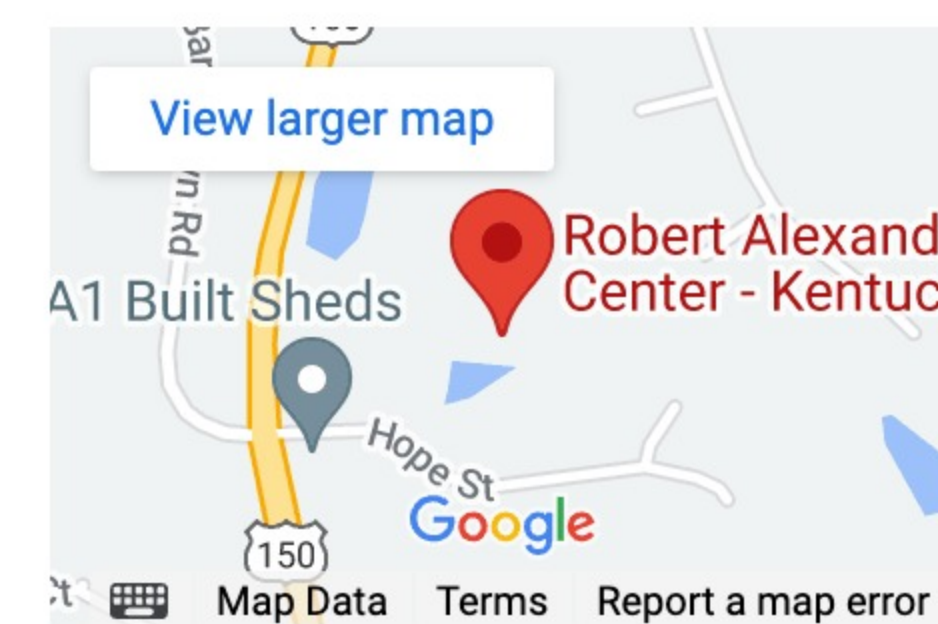 View larger map
Rd
A1 Built Sheds
Robert Alexand
Center - Kentuc
Hope St
Google
150
Map Data
Terms
Report a map error